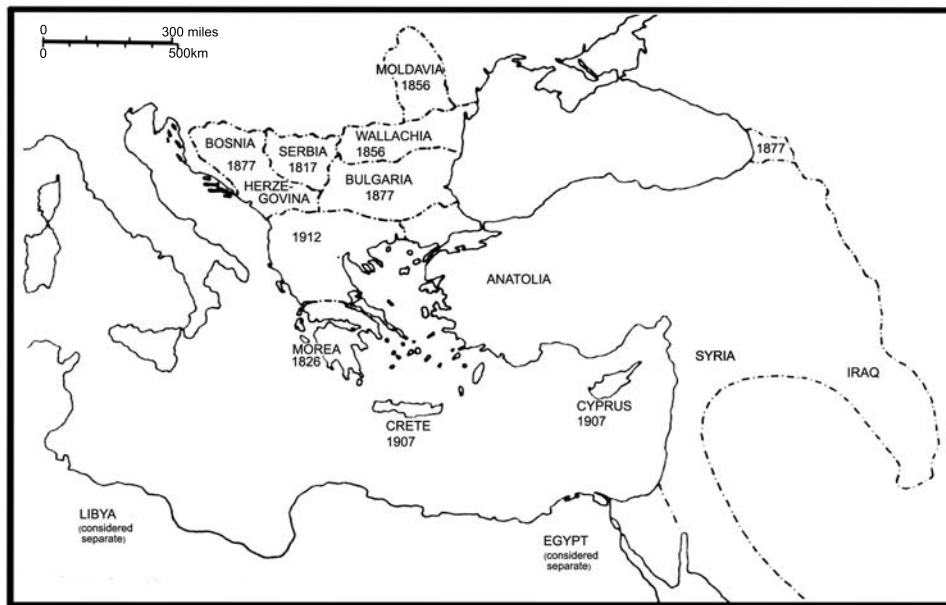 0 300 miles
0 500km
MOLDAVIA
1856
BOSNIA
1877
SERBIA
1817
WALLACHIA
1856
1877
HERZE-
GOVINA
BULGARIA
1877
1912
ANATOLIA
MOREA
1826
SYRIA
IRAQ
CRETE
1907
CYPRUS
1907
LIBYA
(considered
separate)
EGYPT
(considered
separate)